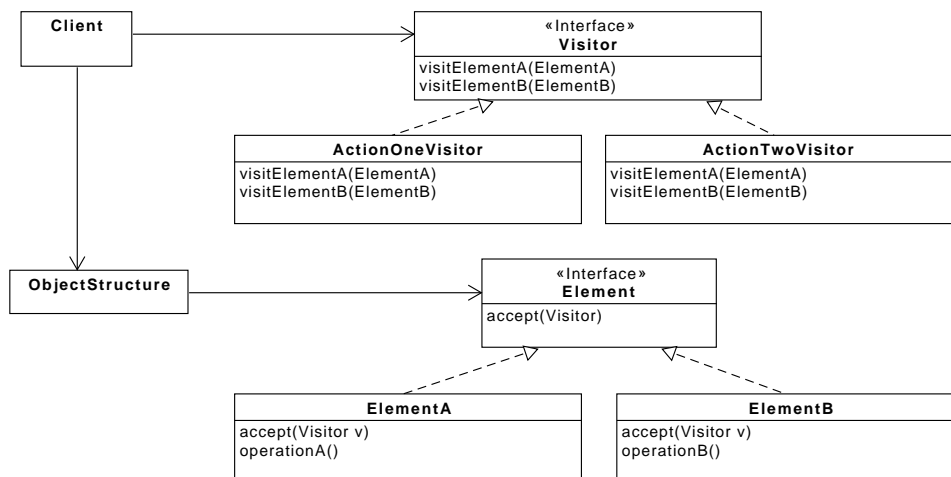 Client
«Interface»
Visitor
visitElementA(ElementA)
visitElementB(ElementB)
ActionOneVisitor
visitElementA(ElementA)
visitElementB(ElementB)
ActionTwoVisitor
visitElementA(ElementA)
visitElementB(ElementB)
ObjectStructure
«Interface»
Element
accept(Visitor)
ElementA
accept(Visitor v)
operationA()
ElementB
accept(Visitor v)
operationB()